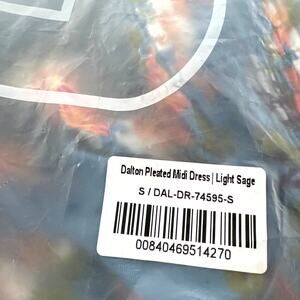 Dalton Pleated Midi Dress | Light Sage
S / DAL-DR-74595-S
00840469514270